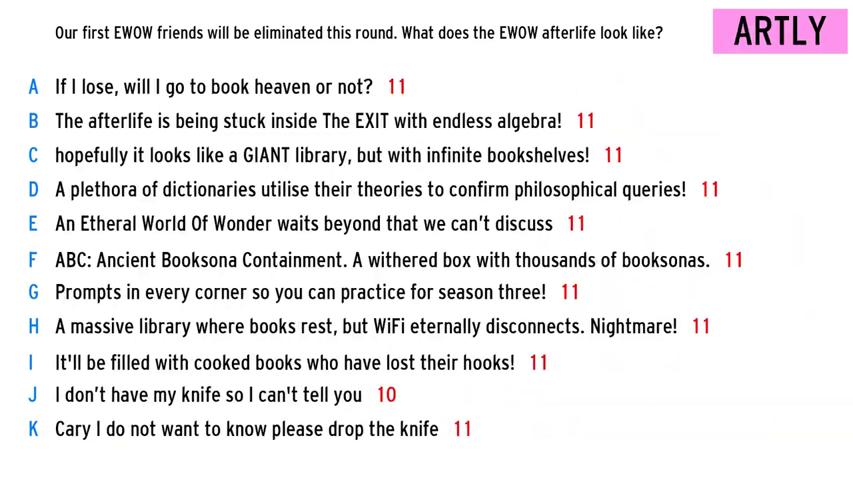 Our first EWOW friends will be eliminated this round. What does the EWOW afterlife look like?
ARTLY
A If I lose, will I go to book heaven or not? 11
B The afterlife is being stuck inside The EXIT with endless algebra! 11
C hopefully it looks like a GIANT library, but with infinite bookshelves! 11
D A plethora of dictionaries utilise their theories to confirm philosophical queries! 11
E An Etheral World Of Wonder waits beyond that we can't discuss 11
F ABC: Ancient Booksona Containment. A withered box with thousands of booksonas. 11
G Prompts in every corner so you can practice for season three! 11
H A massive library where books rest, but WiFi eternally disconnects. Nightmare! 11
I It'll be filled with cooked books who have lost their hooks! 11
J I don't have my knife so I can't tell you 10
K Cary I do not want to know please drop the knife 11